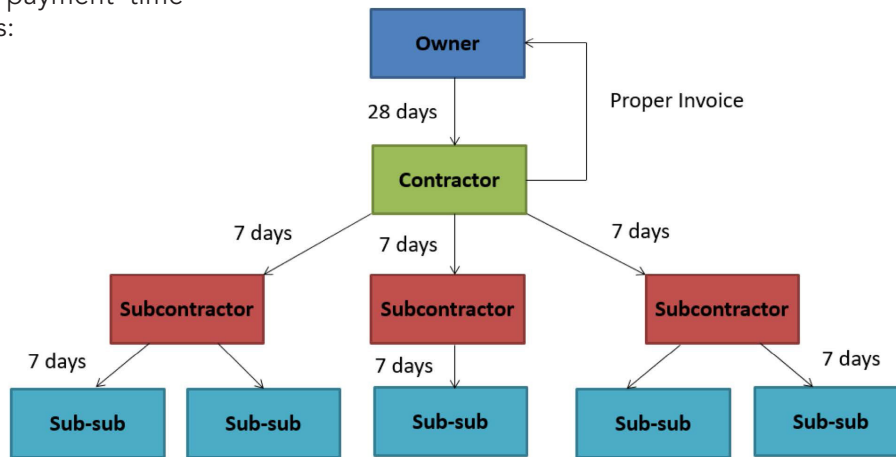 payment time
s:
Owner
28 days
Proper Invoice
Contractor
7 days
7 days
7 days
Subcontractor
Subcontractor
Subcontractor
7 days
7 days
7 days
Sub-sub
Sub-sub
Sub-sub
Sub-sub
Sub-sub